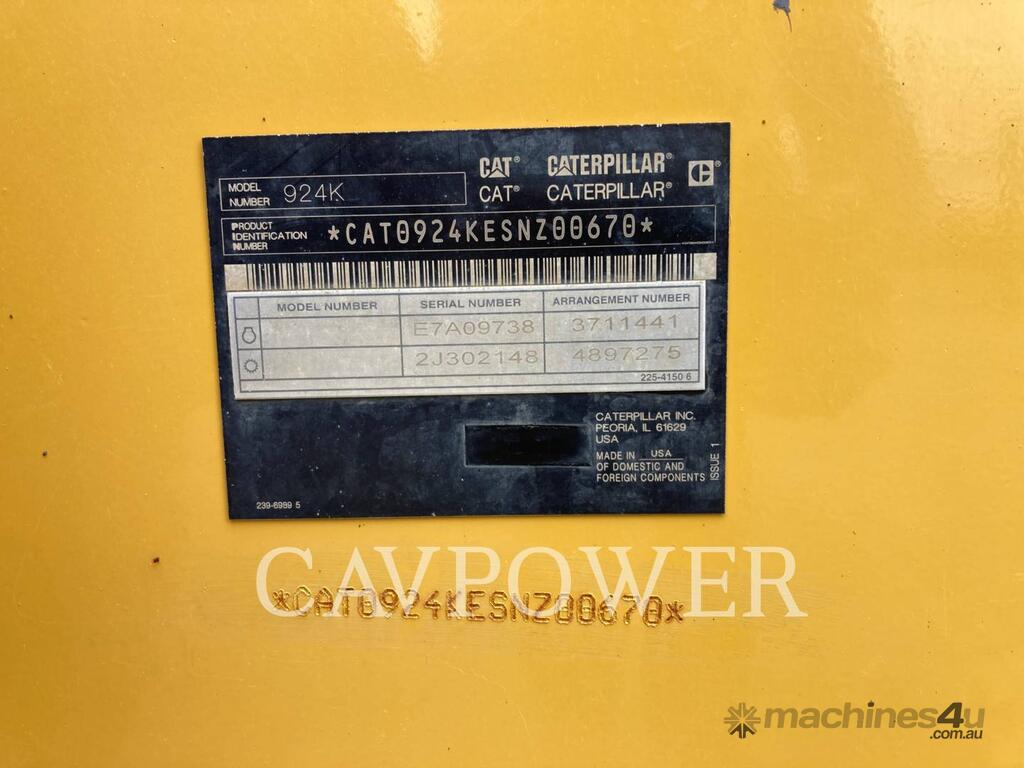 CAT® CATERPILLAR®
CAT® CATERPILLAR®
MODEL NUMBER 924K
PRODUCT IDENTIFICATION NUMBER *CAT0924KESNZ00670*
MODEL NUMBER SERIAL NUMBER ARRANGEMENT NUMBER
E7A09738 3711441
2J302148 4897275
225-4150 6
CATERPILLAR INC.
PEORIA, IL 61629
USA
MADE IN USA
OF DOMESTIC AND
FOREIGN COMPONENTS
ISSUE 1
239-6989 5
CAVPOWER
*CAT0924KESNZ00670*
machines4u
.com.au